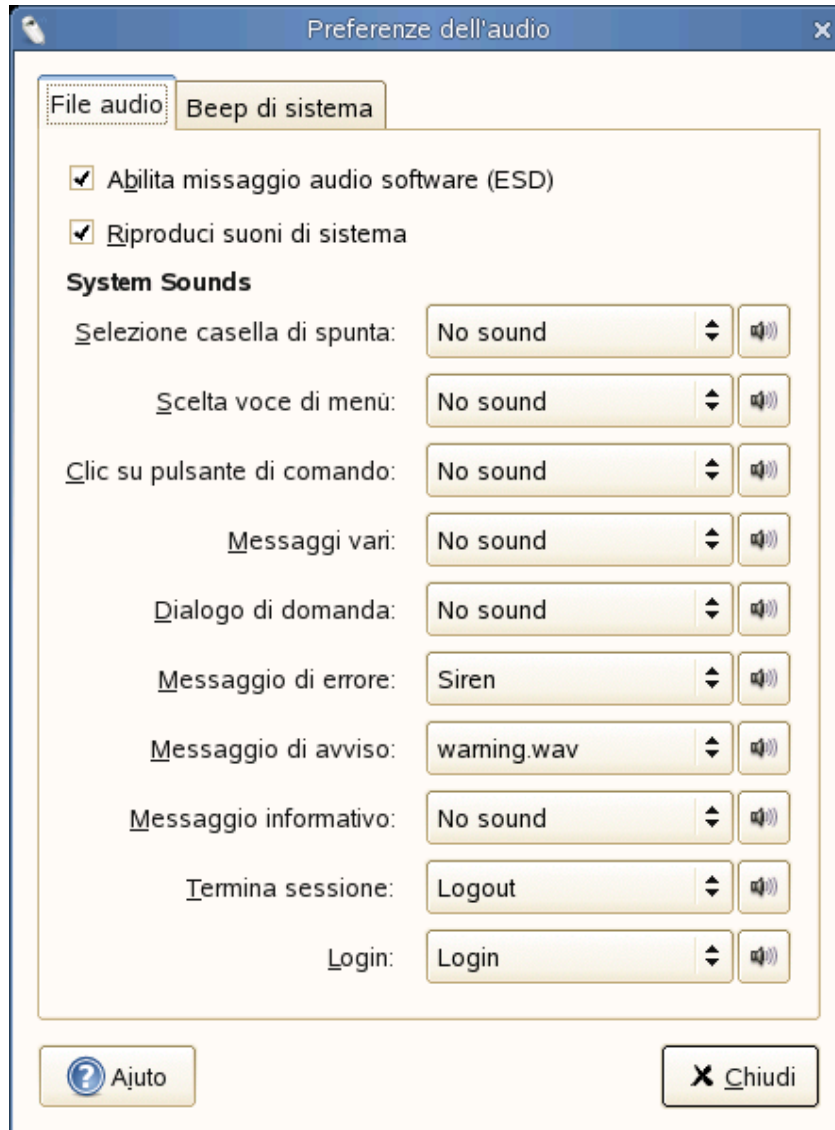 Preferenze dell'audio
File audio
Beep di sistema
Abilita missaggio audio software (ESD)
Riproduci suoni di sistema
System Sounds
Selezione casella di spunta: No sound
Scelta voce di menù: No sound
Clic su pulsante di comando: No sound
Messaggi vari: No sound
Dialogo di domanda: No sound
Messaggio di errore: Siren
Messaggio di avviso: warning.wav
Messaggio informativo: No sound
Termina sessione: Logout
Login: Login
Aiuto
Chiudi